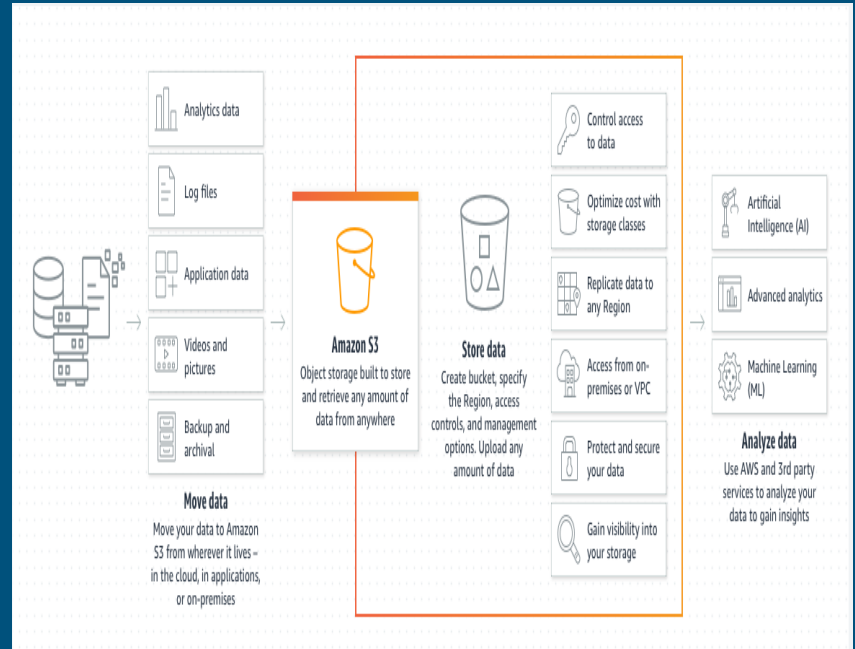 Analytics data
Log files
Application data
Videos and
pictures
Backup and
archival
Move data
Move your data to Amazon
S3 from wherever it lives –
in the cloud, in applications,
or on-premises
Amazon S3
Object storage built to store
and retrieve any amount of
data from anywhere
Store data
Create bucket, specify
the Region, access
controls, and management
options. Upload any
amount of data
Control access
to data
Optimize cost with
storage classes
Replicate data to
any Region
Access from on-
premises or VPC
Protect and secure
your data
Gain visibility into
your storage
Artificial
Intelligence (AI)
Advanced analytics
Machine Learning
(ML)
Analyze data
Use AWS and 3rd party
services to analyze your
data to gain insights